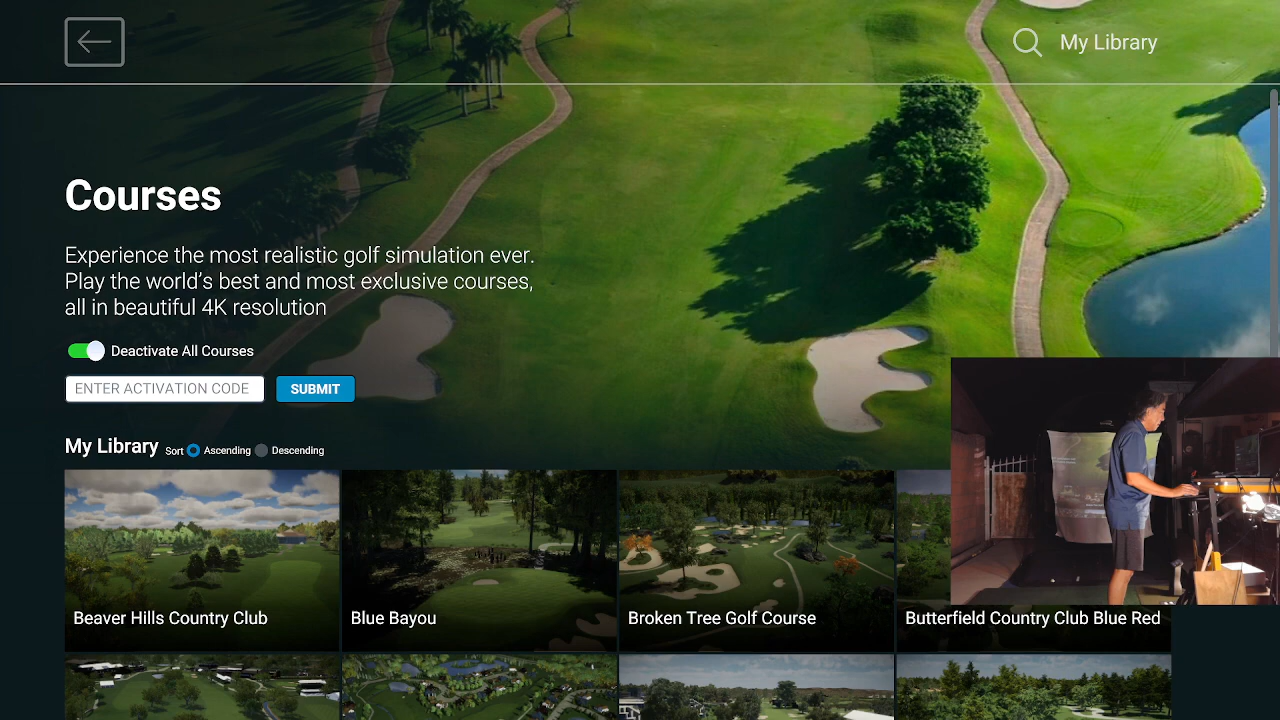 My Library
Courses
Experience the most realistic golf simulation ever.
Play the world's best and most exclusive courses,
all in beautiful 4K resolution
Deactivate All Courses
ENTER ACTIVATION CODE
SUBMIT
My Library Sort Ascending Descending
Beaver Hills Country Club
Blue Bayou
Broken Tree Golf Course
Butterfield Country Club Blue Red